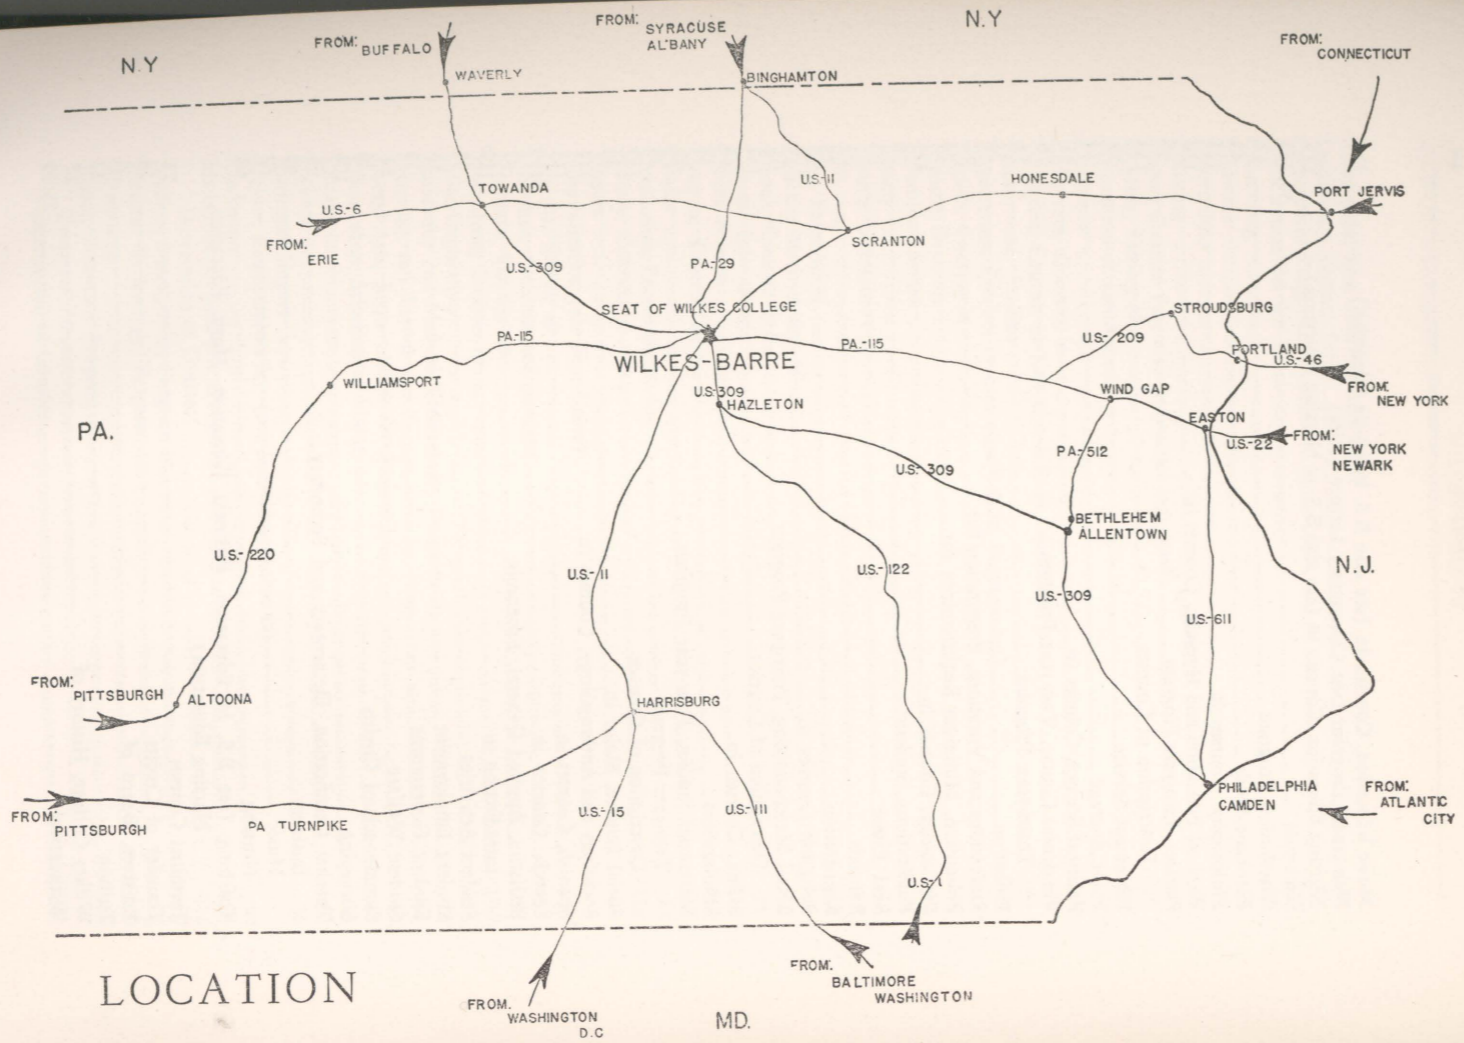 N.Y
FROM:
BUFFALO
FROM:
SYRACUSE
ALBANY
N.Y
FROM:
CONNECTICUT
WAVERLY
BINGHAMTON
U.S.-11
HONESDALE
PORT JERVIS
TOWANDA
U.S.-6
FROM:
ERIE
SCRANTON
U.S.-309
PA.-29
SEAT OF WILKES COLLEGE
STROUDSBURG
PA.-115
WILKES-BARRE
PA.-115
U.S.-209
PORTLAND
U.S.-46
FROM:
NEW YORK
WILLIAMSPORT
U.S.309
HAZLETON
WIND GAP
EASTON
U.S.-22
FROM:
NEW YORK
NEWARK
PA.
PA.-512
U.S.-309
BETHLEHEM
ALLENTOWN
U.S.-220
U.S.-11
U.S.-122
N.J.
U.S.-309
U.S.-611
FROM:
PITTSBURGH
ALTOONA
HARRISBURG
FROM:
PITTSBURGH
PA TURNPIKE
U.S.-15
U.S.-111
PHILADELPHIA
CAMDEN
FROM:
ATLANTIC
CITY
U.S.-1
LOCATION
FROM.
WASHINGTON
D.C
FROM:
BALTIMORE
WASHINGTON
MD.